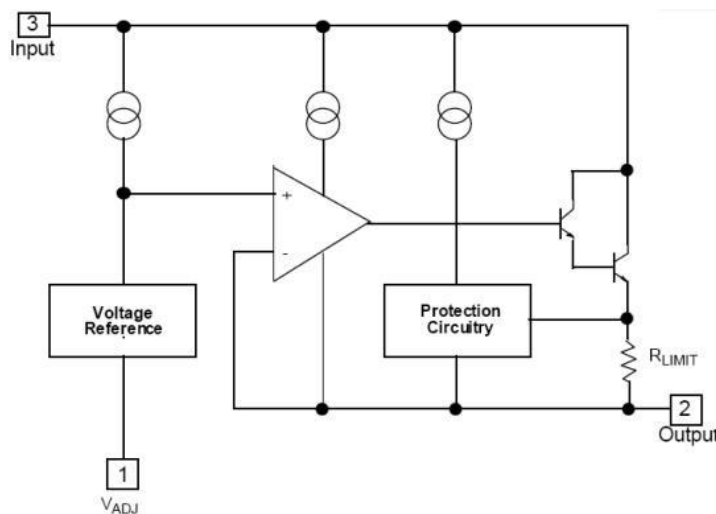 3
Input
+
-
Voltage
Reference
Protection
Circuitry
RLIMIT
2
Output
1
VADJ